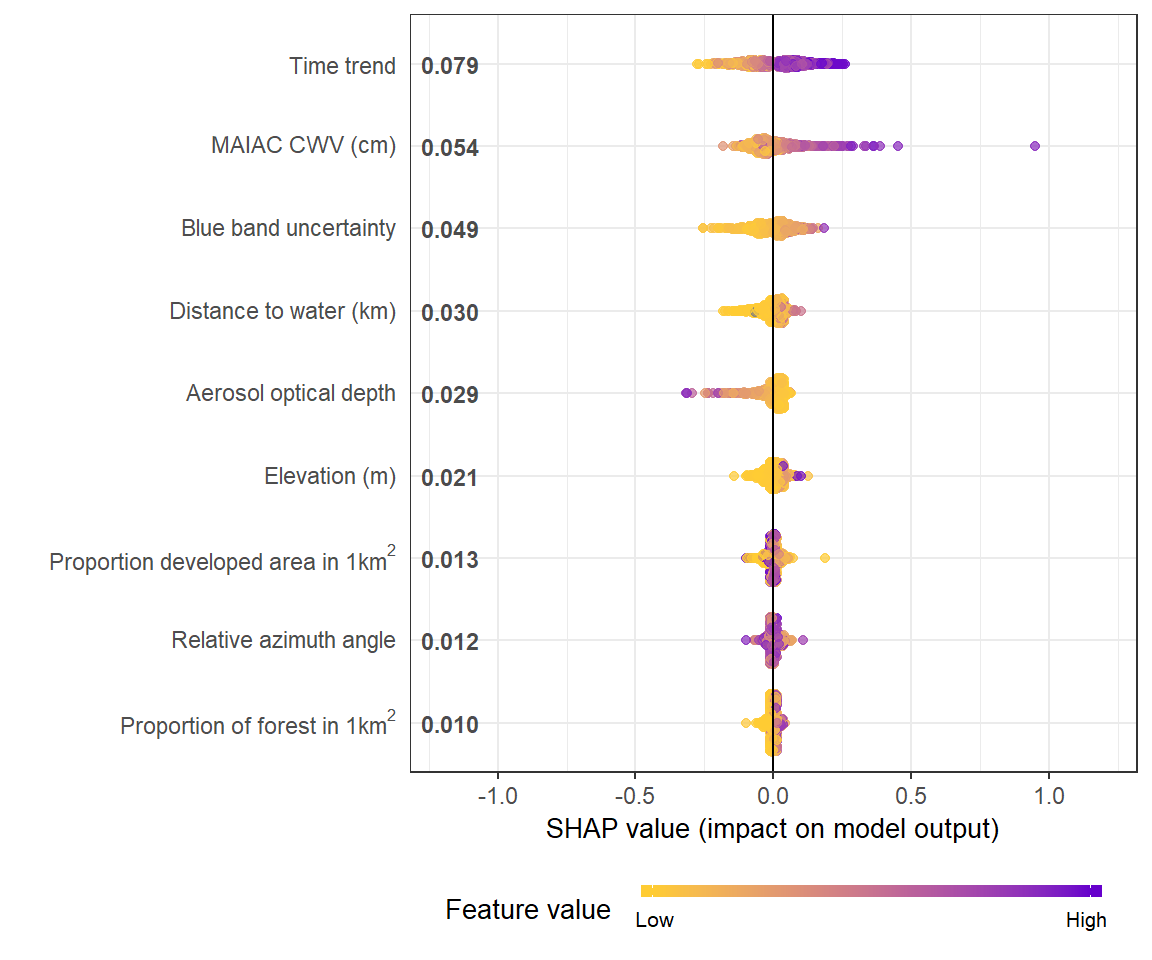 Time trend 0.079
MAIAC CWV (cm) 0.054
Blue band uncertainty 0.049
Distance to water (km) 0.030
Aerosol optical depth 0.029
Elevation (m) 0.021
Proportion developed area in 1km² 0.013
Relative azimuth angle 0.012
Proportion of forest in 1km² 0.010
-1.0 -0.5 0.0 0.5 1.0
SHAP value (impact on model output)
Feature value
Low High